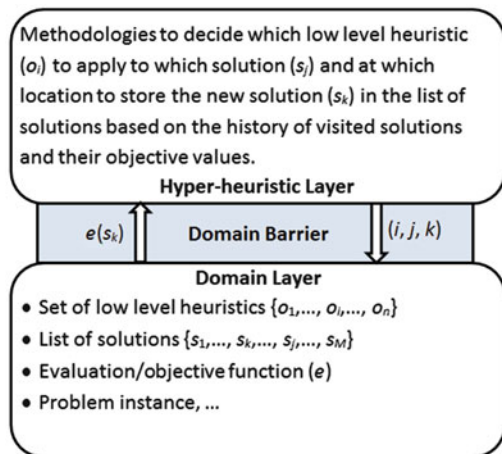 Methodologies to decide which low level heuristic
(oi) to apply to which solution (sj) and at which
location to store the new solution (sk) in the list of
solutions based on the history of visited solutions
and their objective values.
Hyper-heuristic Layer
e(sk)
Domain Barrier
(i, j, k)
Domain Layer
• Set of low level heuristics {o1,..., oi,..., on}
• List of solutions {s1,..., sk,..., sj,..., sM}
• Evaluation/objective function (e)
• Problem instance, ...